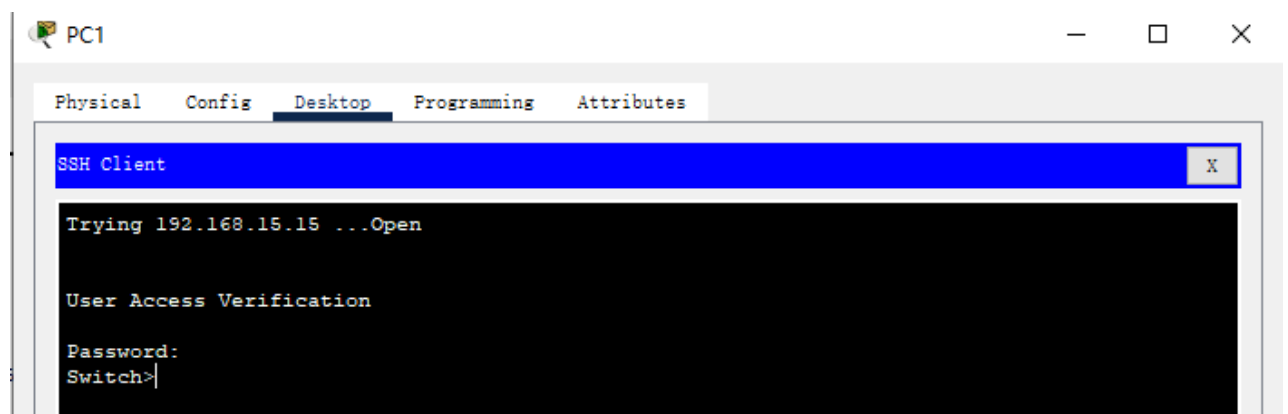 PC1
Physical Config Desktop Programming Attributes
SSH Client X
Trying 192.168.15.15 ...Open
User Access Verification
Password:
Switch>